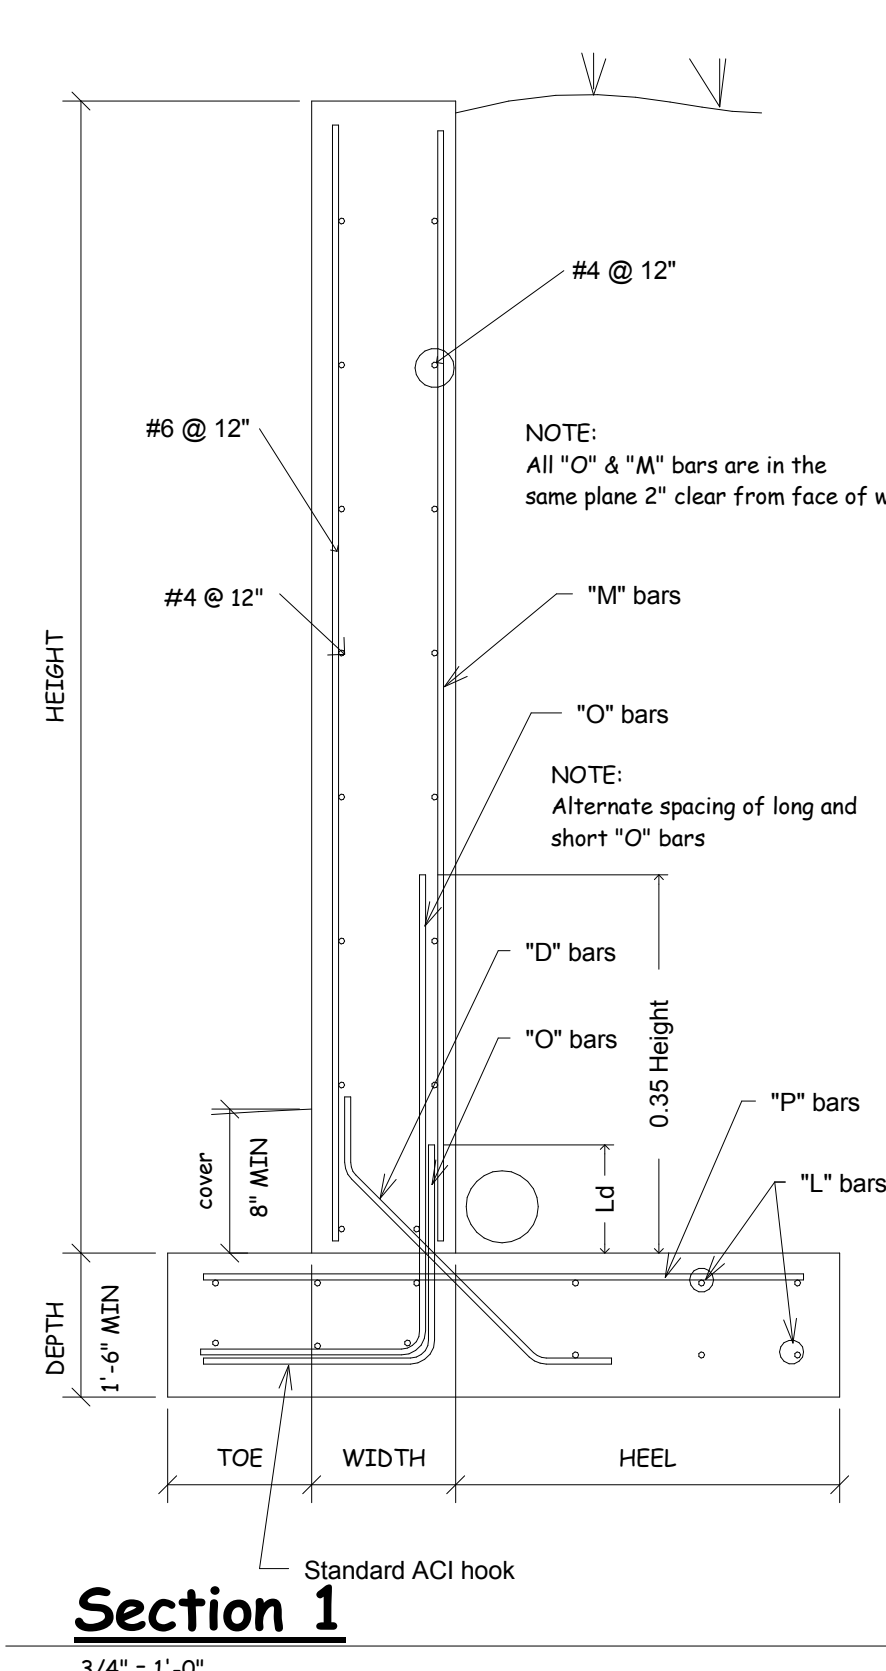 #4 @ 12"
#6 @ 12"
NOTE:
All "O" & "M" bars are in the
same plane 2" clear from face of
#4 @ 12"
"M" bars
HEIGHT
"O" bars
NOTE:
Alternate spacing of long and
short "O" bars
"D" bars
"O" bars
0.35 Height
"P" bars
cover
8" MIN
Ld
"L" bars
DEPTH
1'-6" MIN
TOE
WIDTH
HEEL
Standard ACI hook
Section 1
3/4" = 1'-0"